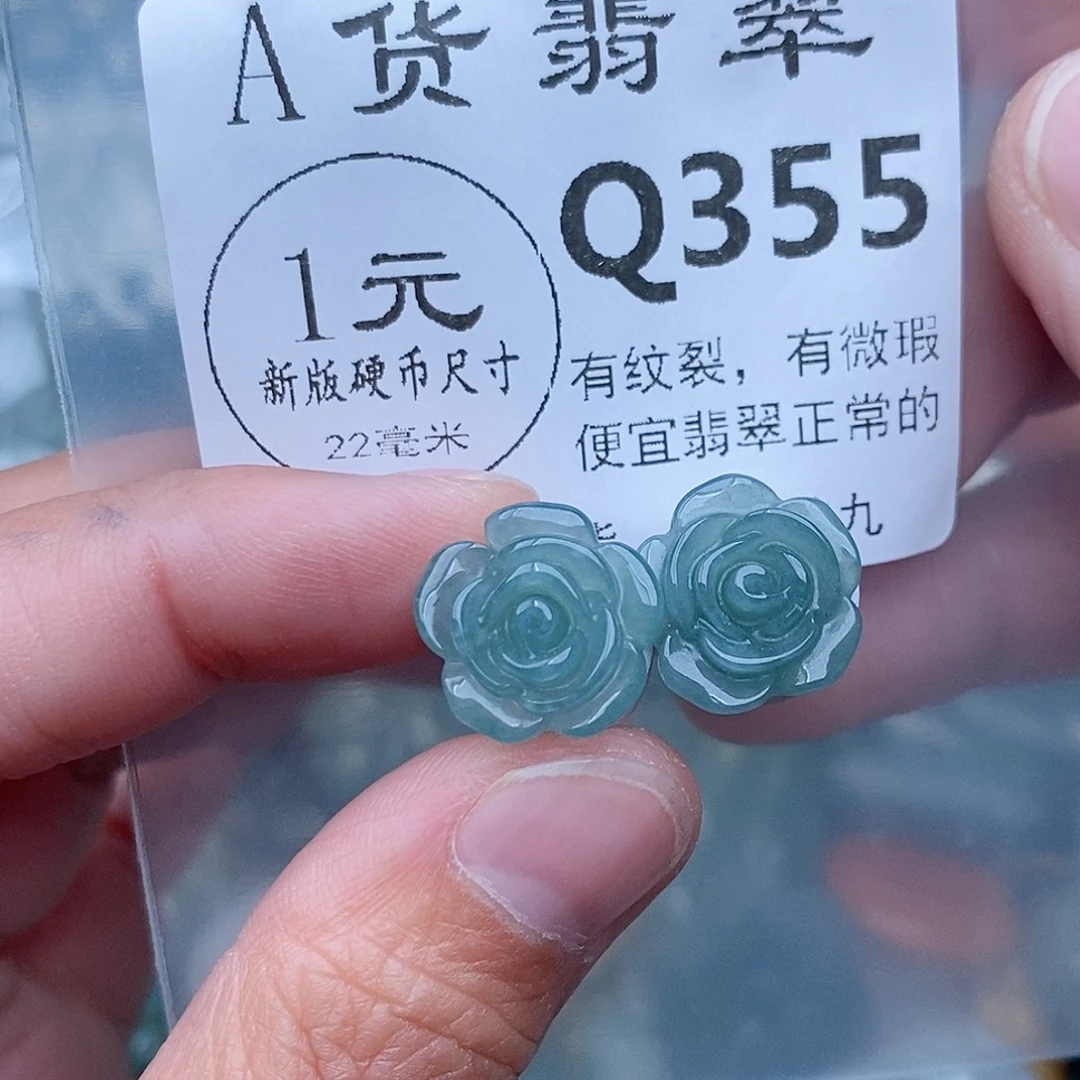 A货翡翠
Q355
1元
新版硬币尺寸
22毫米
有纹裂，有微瑕
便宜翡翠正常的
九